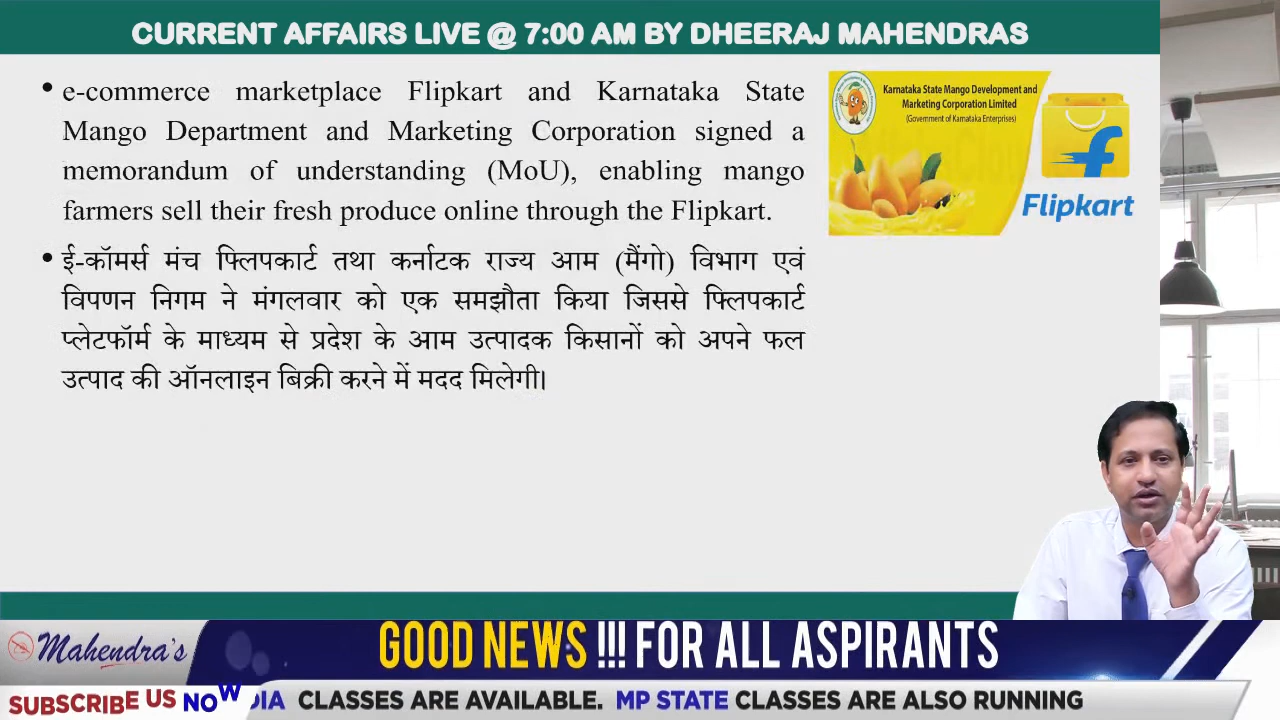 CURRENT AFFAIRS LIVE @ 7:00 AM BY DHEERAJ MAHENDRAS
• e-commerce marketplace Flipkart and Karnataka State
Mango Department and Marketing Corporation signed a
memorandum of understanding (MoU), enabling mango
farmers sell their fresh produce online through the Flipkart.
• ई-कॉमर्स मंच फ्लिपकार्ट तथा कर्नाटक राज्य आम (मैंगो) विभाग एवं
विपणन निगम ने मंगलवार को एक समझौता किया जिससे फ्लिपकार्ट
प्लेटफॉर्म के माध्यम से प्रदेश के आम उत्पादक किसानों को अपने फल
उत्पाद की ऑनलाइन बिक्री करने में मदद मिलेगी।
Karnataka State Mango Development and
Marketing Corporation Limited
(Government of Karnataka Enterprises)
Flipkart
Mahendra's
GOOD NEWS !!! FOR ALL ASPIRANTS
SUBSCRIBE US NOW
DIA CLASSES ARE AVAILABLE. MP STATE CLASSES ARE ALSO RUNNING